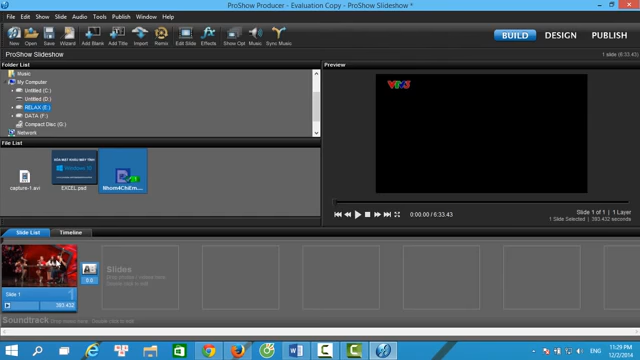 ProShow Producer - Evaluation Copy - ProShow Slideshow *
File Edit Show Slide Audio Tools Publish Window Help
New Open Save Wizard Add Blank Add Title Import Remix Edit Slide Effects Show Opt Music Sync Music
BUILD DESIGN PUBLISH
ProShow Slideshow
1 slide (6:33.43)
Folder List
Music
My Computer
Untitled (C:)
Untitled (D:)
RELAX (E:)
DATA (F:)
Compact Disc (G:)
Network
File List
capture-1.avi
EXCEL.psd
Nhom4ChiEm...
Preview
VTV3
0:00.00 / 6:33.43
Slide 1 of 1 | 1 Layer
1 Slide Selected | 393.432 seconds
Slide List Timeline
Slide 1
393.432
0.0
Slides
Soundtrack
11:29 PM
12/2/2014